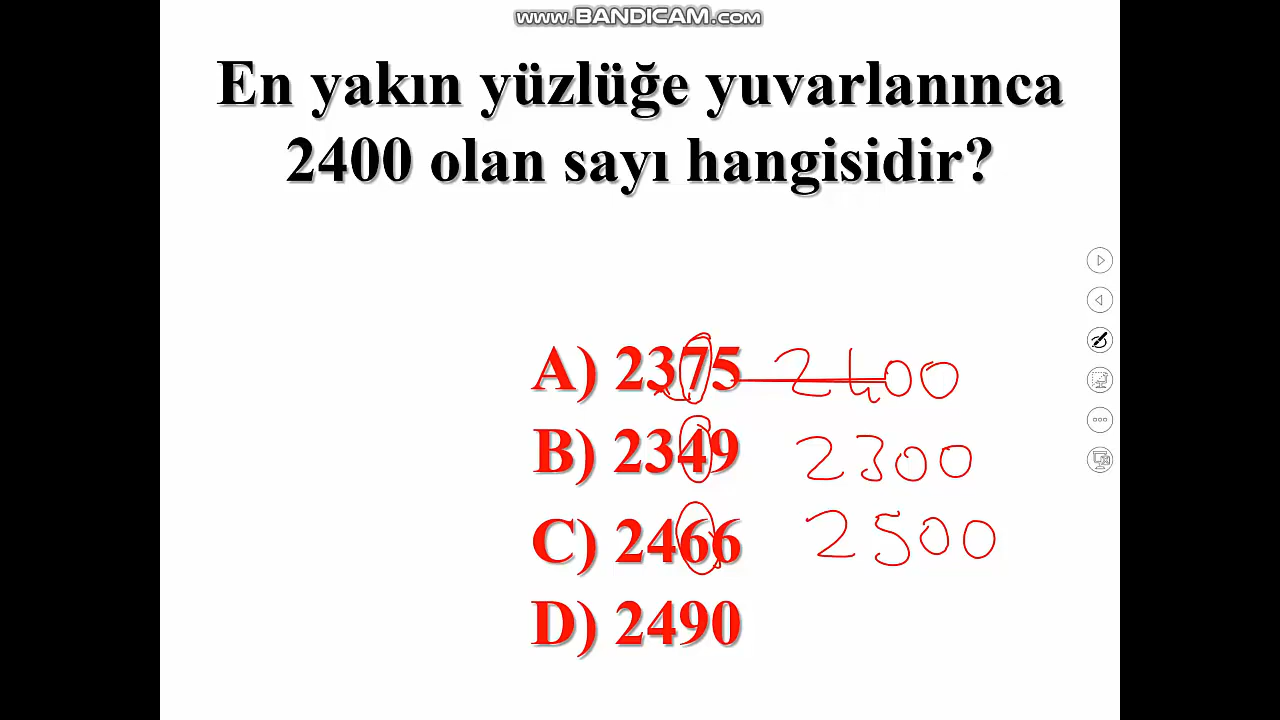 www.BANDICAM.com
En yakın yüzlüğe yuvarlanınca
2400 olan sayı hangisidir?
A) 2375 2400
B) 2349 2300
C) 2466 2500
D) 2490